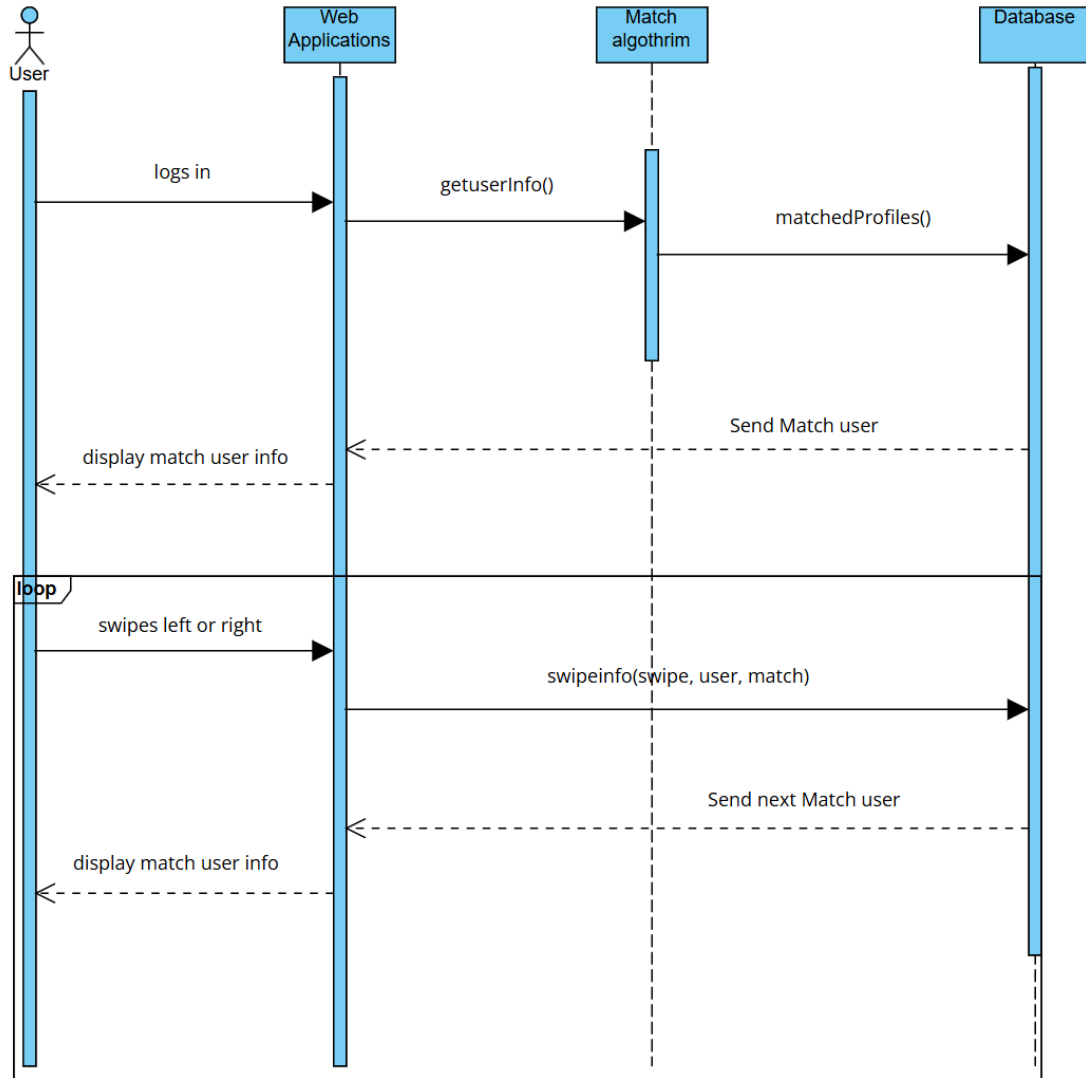 User
Web
Applications
Match
algothrim
Database
logs in
getuserInfo()
matchedProfiles()
Send Match user
display match user info
loop
swipes left or right
swipeinfo(swipe, user, match)
Send next Match user
display match user info